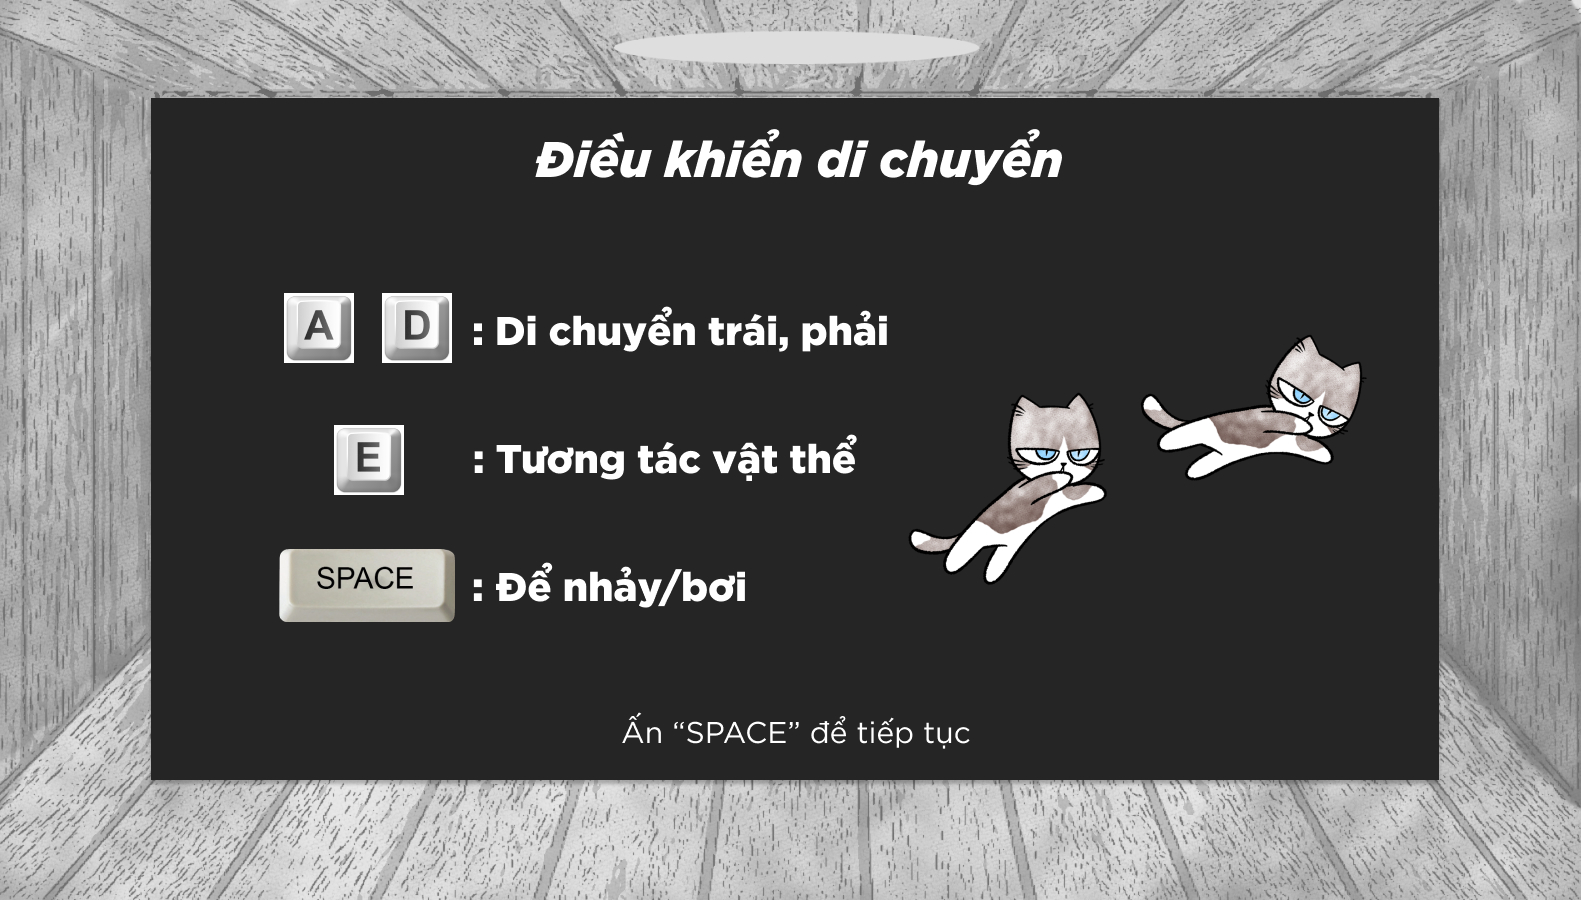 Điều khiển di chuyển
A D : Di chuyển trái, phải
E : Tương tác vật thể
SPACE : Để nhảy/bơi
Ấn “SPACE” để tiếp tục